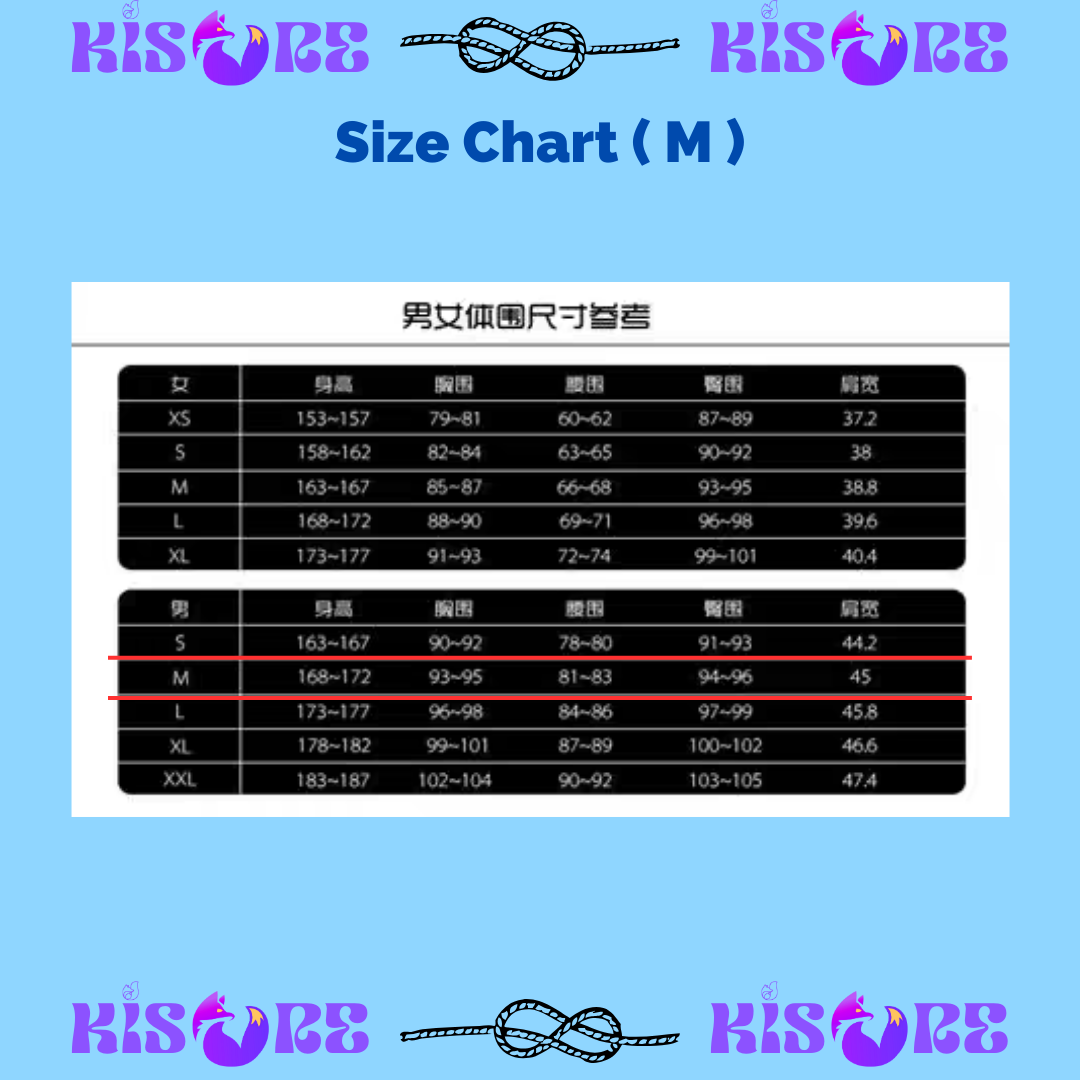 KiSURE KiSURE
Size Chart ( M )
男女体围尺寸参考
女 身高 胸围 腰围 臀围 肩宽
XS 153~157 79~81 60~62 87~89 37.2
S 158~162 82~84 63~65 90~92 38
M 163~167 85~87 66~68 93~95 38.8
L 168~172 88~90 69~71 96~98 39.6
XL 173~177 91~93 72~74 99~101 40.4
男 身高 胸围 腰围 臀围 肩宽
S 163~167 90~92 78~80 91~93 44.2
M 168~172 93~95 81~83 94~96 45
L 173~177 96~98 84~86 97~99 45.8
XL 178~182 99~101 87~89 100~102 46.6
XXL 183~187 102~104 90~92 103~105 47.4
KiSURE KiSURE